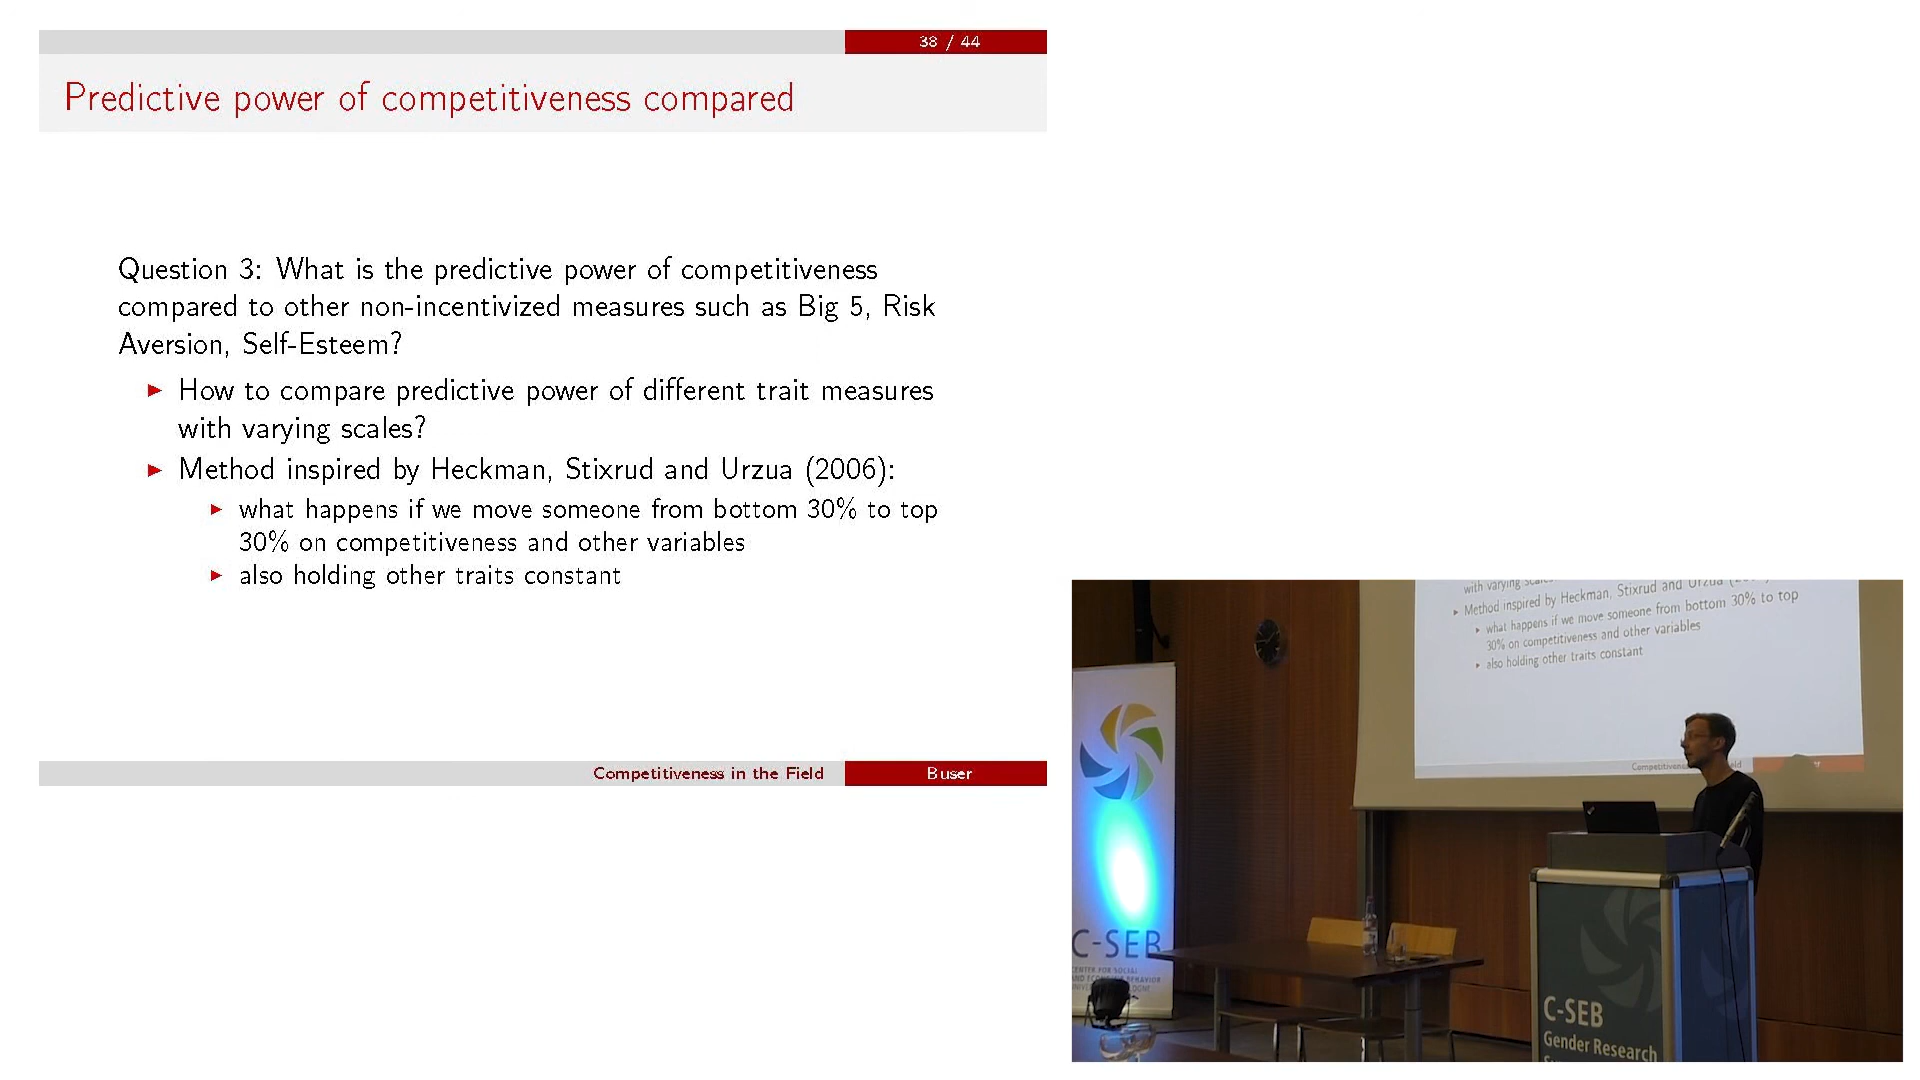 38 / 44
Predictive power of competitiveness compared
Question 3: What is the predictive power of competitiveness
compared to other non-incentivized measures such as Big 5, Risk
Aversion, Self-Esteem?
How to compare predictive power of different trait measures
with varying scales?
Method inspired by Heckman, Stixrud and Urzua (2006):
what happens if we move someone from bottom 30% to top
30% on competitiveness and other variables
also holding other traits constant
Competitiveness in the Field
Buser
with varying
Method inspired by Heckman, Stixrud and Urzua
what happens if we move someone from bottom 30% to top
30% on competitiveness and other variables
also holding other traits constant
C-SEB
CENTER FOR SOCIAL
C-SEB
Gender Research